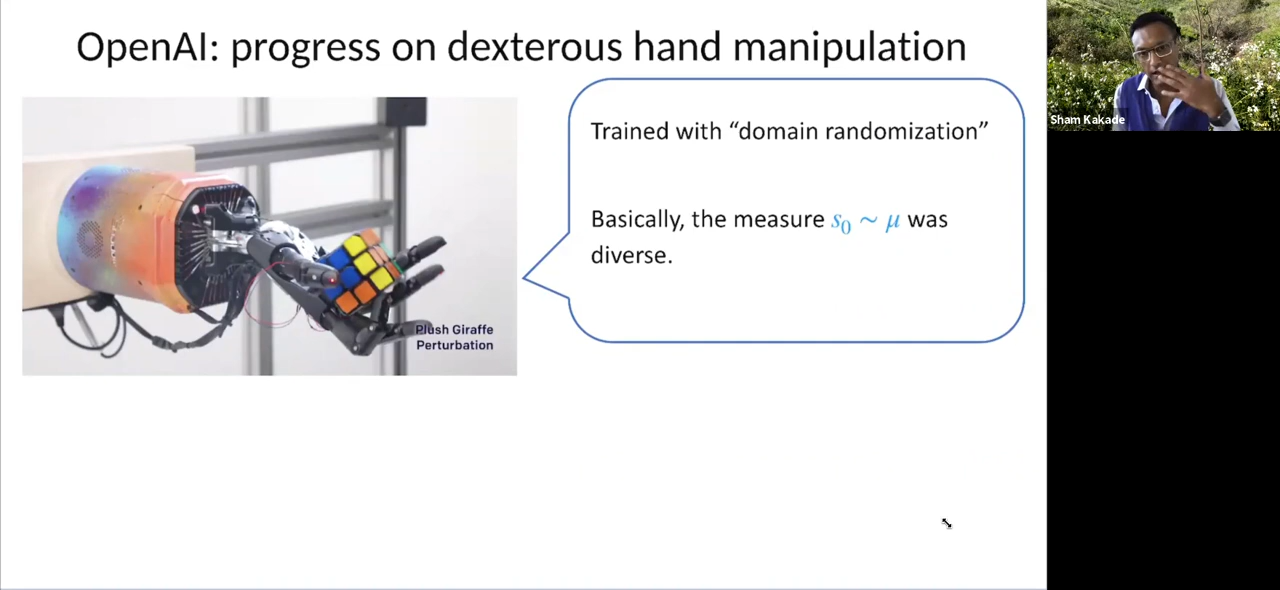 OpenAI: progress on dexterous hand manipulation
Trained with “domain randomization”
Basically, the measure s₀ ~ μ was
diverse.
Plush Giraffe
Perturbation
Sham Kakade